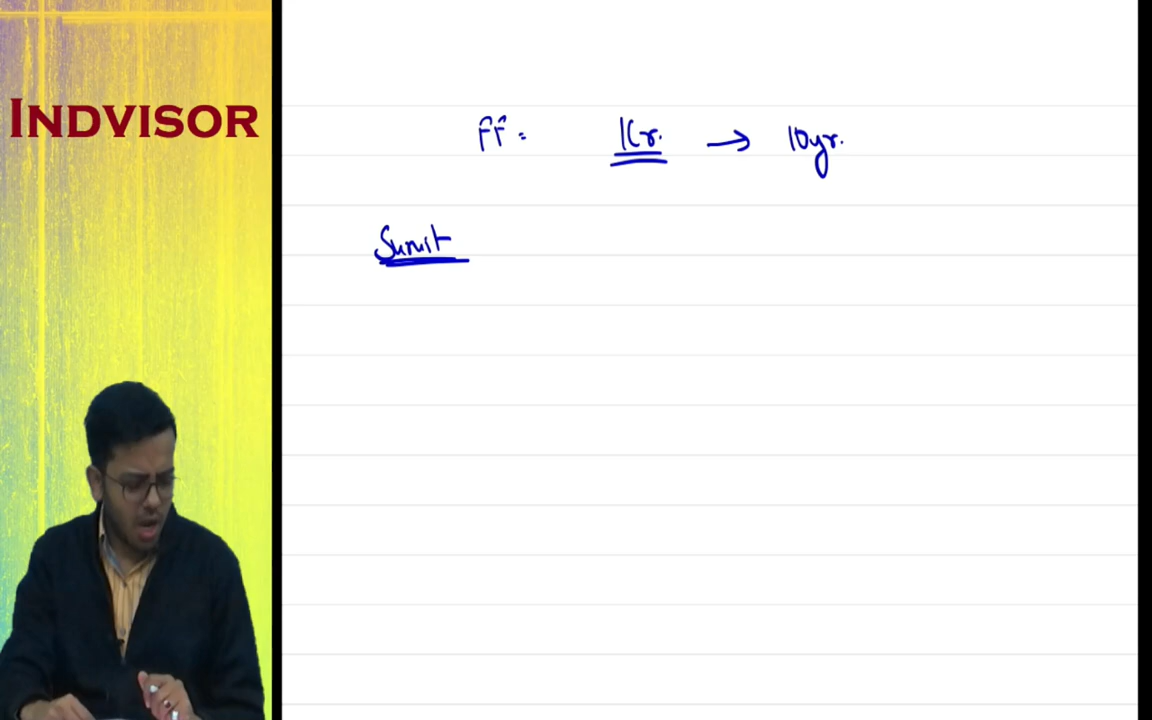 INDVISOR
FF = 1Cr. → 10yr.
Sumit